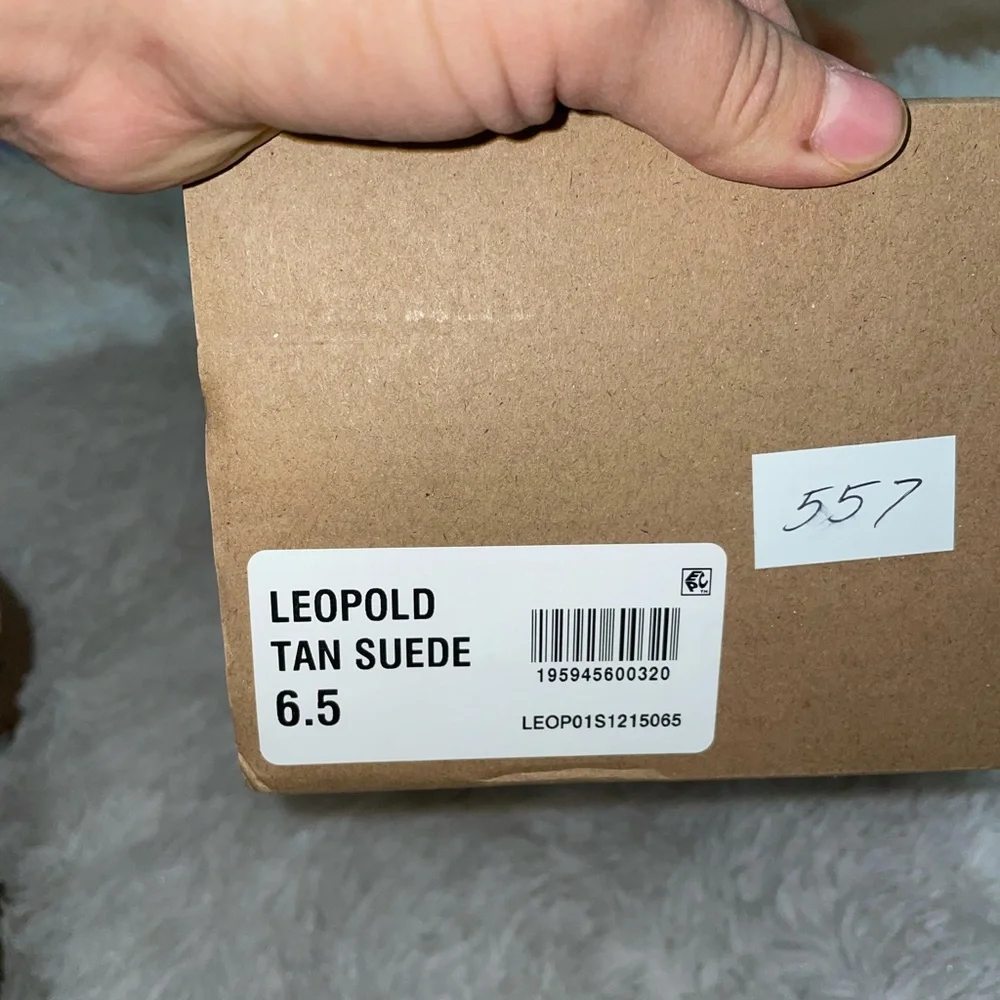 557
LEOPOLD
TAN SUEDE
6.5
195945600320
LEOP01S1215065